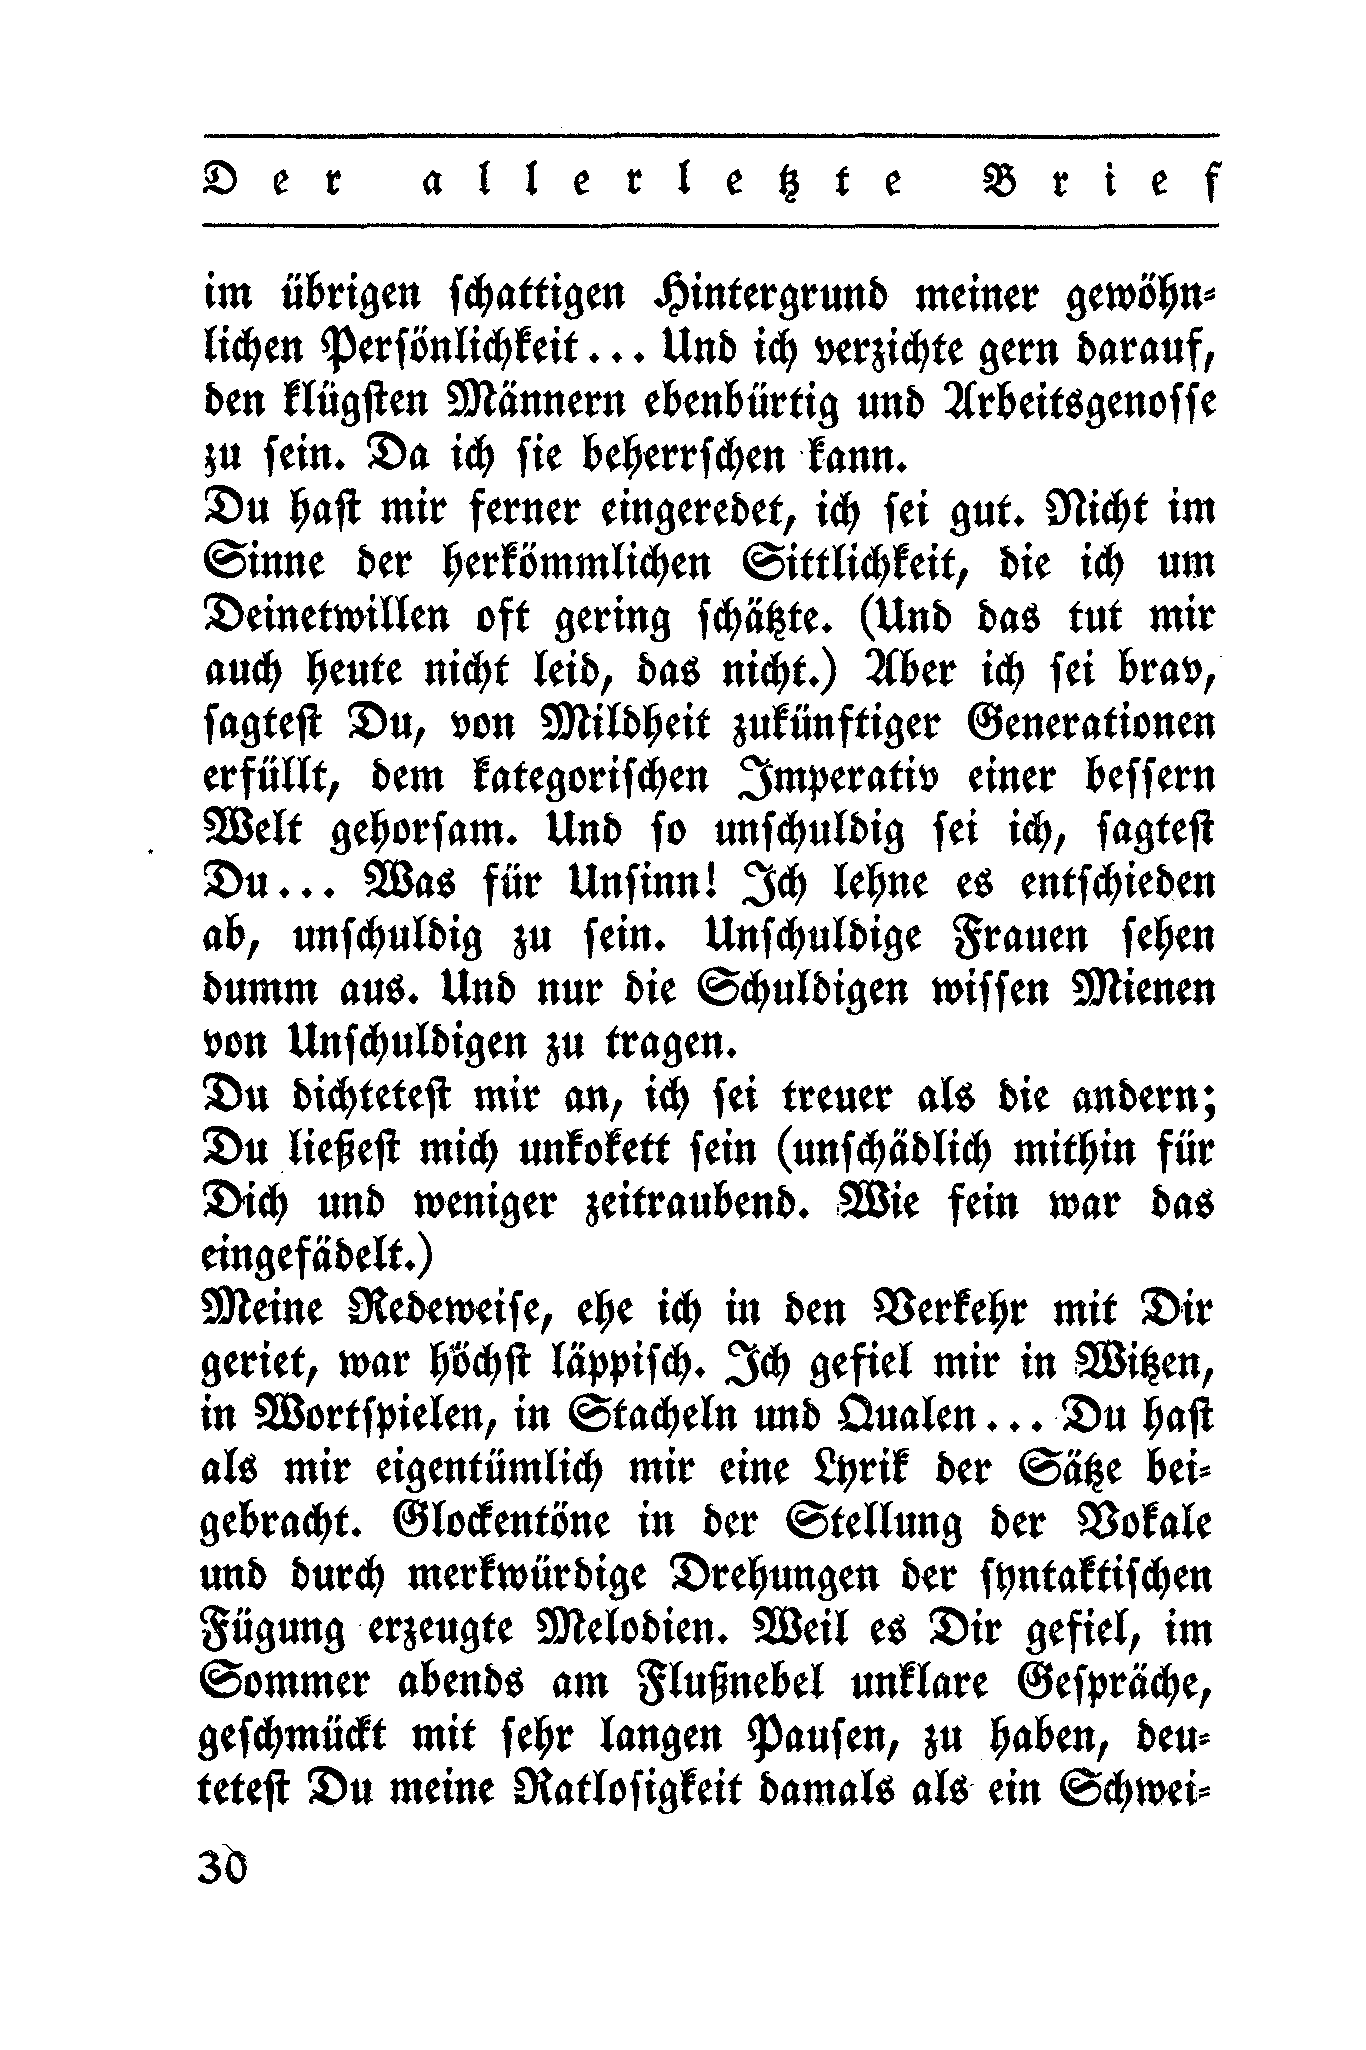 Der allerletzte Brief
im übrigen schattigen Hintergrund meiner gewöhn-
lichen Persönlichkeit... Und ich verzichte gern darauf,
den klügsten Männern ebenbürtig und Arbeitsgenosse
zu sein. Da ich sie beherrschen kann.
Du hast mir ferner eingeredet, ich sei gut. Nicht im
Sinne der herkömmlichen Sittlichkeit, die ich um
Deinetwillen oft gering schätzte. (Und das tut mir
auch heute nicht leid, das nicht.) Aber ich sei brav,
sagtest Du, von Mildheit zukünftiger Generationen
erfüllt, dem kategorischen Imperativ einer bessern
Welt gehorsam. Und so unschuldig sei ich, sagtest
Du... Was für Unsinn! Ich lehne es entschieden
ab, unschuldig zu sein. Unschuldige Frauen sehen
dumm aus. Und nur die Schuldigen wissen Mienen
von Unschuldigen zu tragen.
Du dichtetest mir an, ich sei treuer als die andern;
Du ließest mich unkokett sein (unschädlich mithin für
Dich und weniger zeitraubend. Wie fein war das
eingefädelt.)
Meine Redeweise, ehe ich in den Verkehr mit Dir
geriet, war höchst läppisch. Ich gefiel mir in Witzen,
in Wortspielen, in Stacheln und Qualen... Du hast
als mir eigentümlich mir eine Lyrik der Sätze bei-
gebracht. Glockentöne in der Stellung der Vokale
und durch merkwürdige Drehungen der syntaktischen
Fügung erzeugte Melodien. Weil es Dir gefiel, im
Sommer abends am Flußnebel unklare Gespräche,
geschmückt mit sehr langen Pausen, zu haben, deu-
tetest Du meine Ratlosigkeit damals als ein Schwei-
30